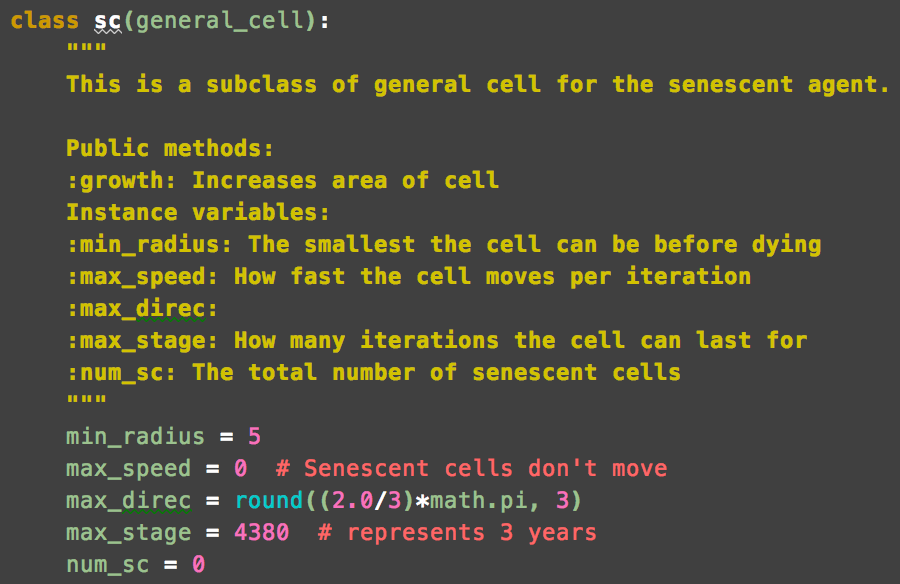 class sc(general_cell):
"""
This is a subclass of general cell for the senescent agent.
Public methods:
:growth: Increases area of cell
Instance variables:
:min_radius: The smallest the cell can be before dying
:max_speed: How fast the cell moves per iteration
:max_direc:
:max_stage: How many iterations the cell can last for
:num_sc: The total number of senescent cells
"""
min_radius = 5
max_speed = 0  # Senescent cells don't move
max_direc = round((2.0/3)*math.pi, 3)
max_stage = 4380  # represents 3 years
num_sc = 0